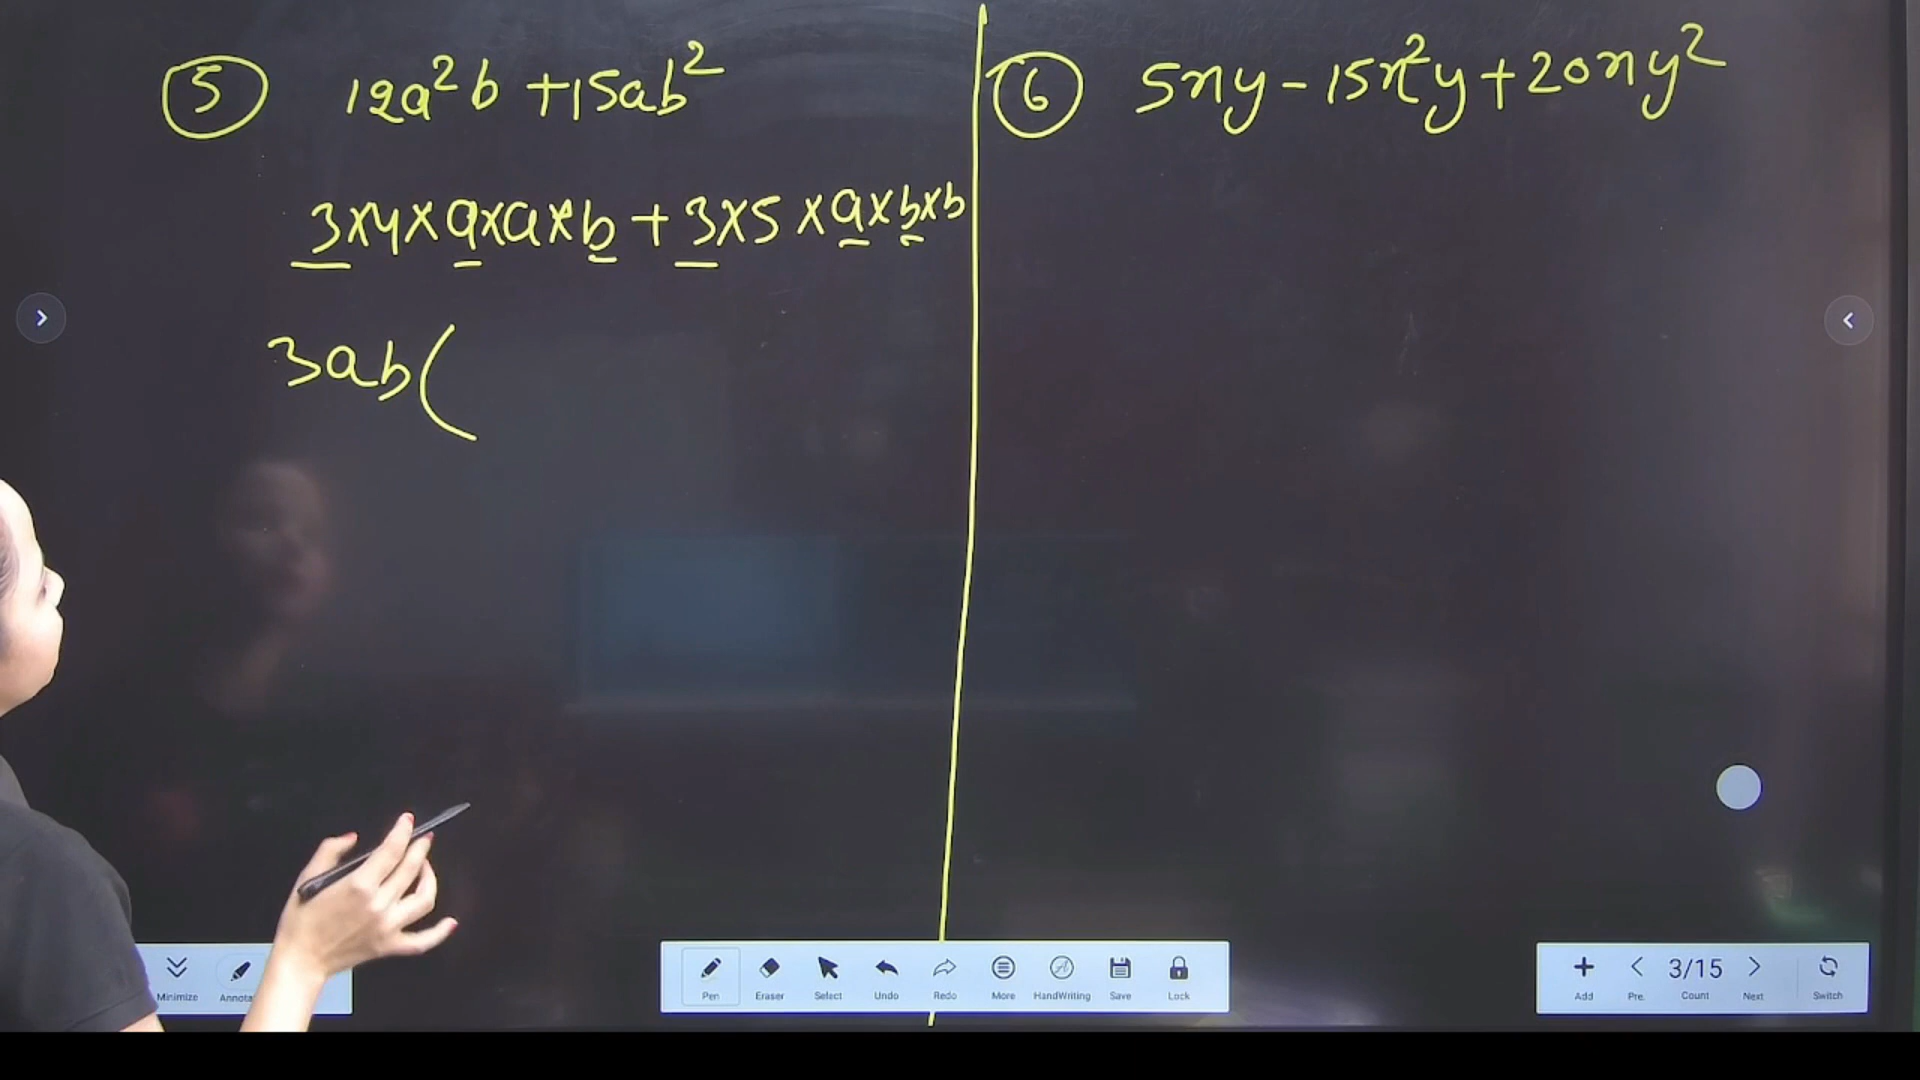 5 12a²b + 15ab²
3×4×a×a×b + 3×5×a×b×b
3ab(
6 5xy - 15x²y + 20xy²
Minimize
Pen Eraser Select Undo Redo More HandWriting Save Lock
3/15
Add Pre. Count Next Switch